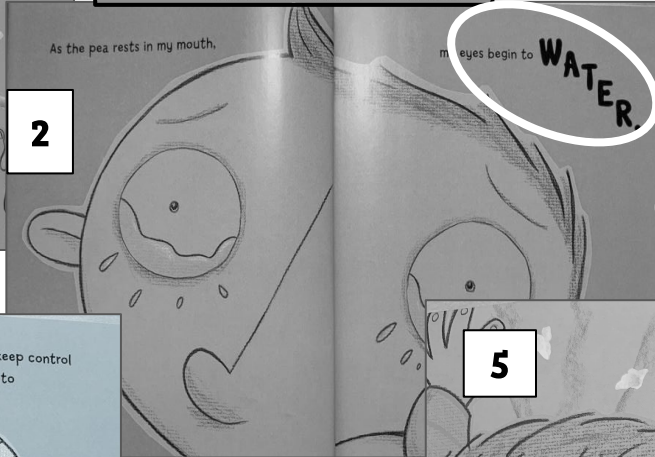 As the pea rests in my mouth,
my eyes begin to WATER.
2
keep control
to
5